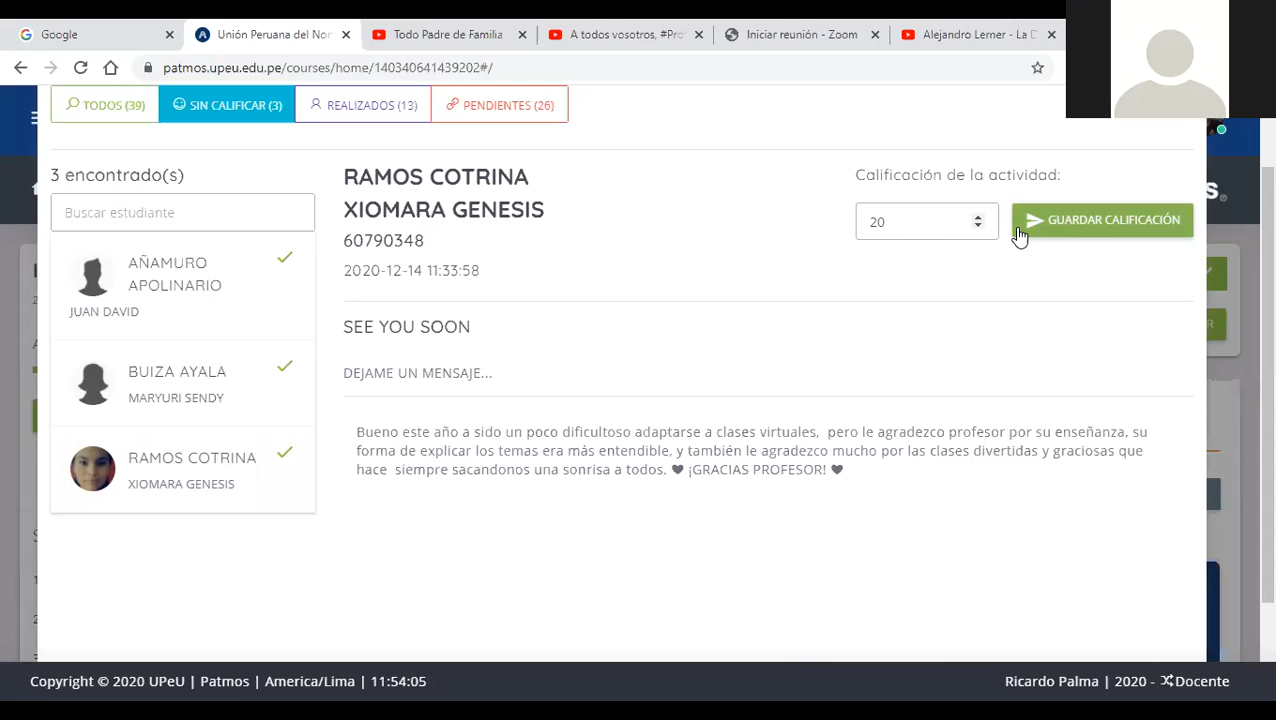 Google
Unión Peruana del Nor
Todo Padre de Familia
A todos vosotros, #Pro
Iniciar reunión - Zoom
Alejandro Lerner - La D
patmos.upeu.edu.pe/courses/home/140340641439202#/
TODOS (39)
SIN CALIFICAR (3)
REALIZADOS (13)
PENDIENTES (26)
3 encontrado(s)
Buscar estudiante
AÑAMURO
APOLINARIO
JUAN DAVID
BUIZA AYALA
MARYURI SENDY
RAMOS COTRINA
XIOMARA GENESIS
RAMOS COTRINA
XIOMARA GENESIS
60790348
2020-12-14 11:33:58
Calificación de la actividad:
20
GUARDAR CALIFICACIÓN
SEE YOU SOON
DEJAME UN MENSAJE...
Bueno este año a sido un poco dificultoso adaptarse a clases virtuales, pero le agradezco profesor por su enseñanza, su
forma de explicar los temas era más entendible, y también le agradezco mucho por las clases divertidas y graciosas que
hace siempre sacandonos una sonrisa a todos. ♥ ¡GRACIAS PROFESOR! ♥
Copyright © 2020 UPeU | Patmos | America/Lima | 11:54:05
Ricardo Palma | 2020 - Docente